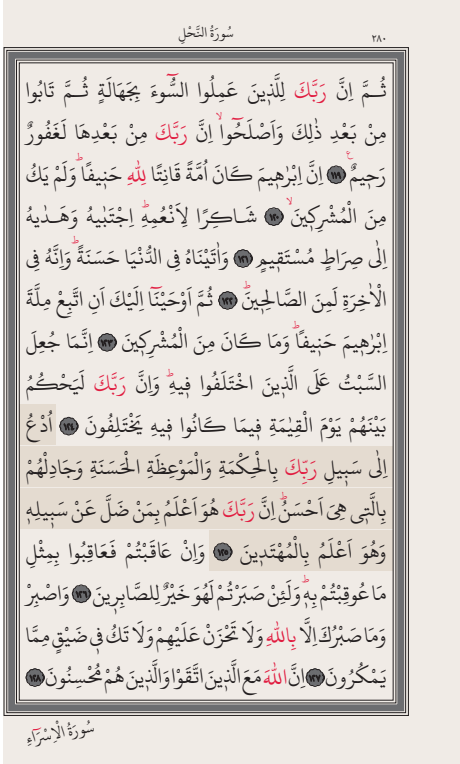 سُورَةُ النَّحْلِ
٢٨٠
ثُمَّ اِنَّ رَبَّكَ لِلَّذ۪ينَ عَمِلُوا السُّٓوءَ بِجَهَالَةٍ ثُمَّ تَابُوا
مِنْ بَعْدِ ذٰلِكَ وَاَصْلَحُٓواۙ اِنَّ رَبَّكَ مِنْ بَعْدِهَا لَغَفُورٌ
رَح۪يمٌ۟ ﴿١١٩﴾ اِنَّ اِبْرٰه۪يمَ كَانَ اُمَّةً قَانِتًا لِلّٰهِ حَن۪يفًاۜ وَلَمْ يَكُ
مِنَ الْمُشْرِك۪ينَۙ ﴿١٢٠﴾ شَاكِرًا لِاَنْعُمِه۪ۜ اِجْتَبٰيهُ وَهَدٰيهُ
اِلٰى صِرَاطٍ مُسْتَق۪يمٍ ﴿١٢١﴾ وَاٰتَيْنَاهُ فِي الدُّنْيَا حَسَنَةًۜ وَاِنَّهُ فِي
الْاٰخِرَةِ لَمِنَ الصَّالِح۪ينَۜ ﴿١٢٢﴾ ثُمَّ اَوْحَيْنَٓا اِلَيْكَ اَنِ اتَّبِعْ مِلَّةَ
اِبْرٰه۪يمَ حَن۪يفًاۜ وَمَا كَانَ مِنَ الْمُشْرِك۪ينَ ﴿١٢٣﴾ اِنَّمَا جُعِلَ
السَّبْتُ عَلَى الَّذ۪ينَ اخْتَلَفُوا ف۪يهِۜ وَاِنَّ رَبَّكَ لَيَحْكُمُ
بَيْنَهُمْ يَوْمَ الْقِيٰمَةِ ف۪يمَا كَانُوا ف۪يهِ يَخْتَلِفُونَ ﴿١٢٤﴾ اُدْعُ
اِلٰى سَب۪يلِ رَبِّكَ بِالْحِكْمَةِ وَالْمَوْعِظَةِ الْحَسَنَةِ وَجَادِلْهُمْ
بِالَّت۪ي هِيَ اَحْسَنُۜ اِنَّ رَبَّكَ هُوَ اَعْلَمُ بِمَنْ ضَلَّ عَنْ سَب۪يلِه۪
وَهُوَ اَعْلَمُ بِالْمُهْتَد۪ينَ ﴿١٢٥﴾ وَاِنْ عَاقَبْتُمْ فَعَاقِبُوا بِمِثْلِ
مَا عُوقِبْتُمْ بِه۪ۜ وَلَئِنْ صَبَرْتُمْ لَهُوَ خَيْرٌ لِلصَّابِر۪ينَ ﴿١٢٦﴾ وَاصْبِرْ
وَمَا صَبْرُكَ اِلَّا بِاللّٰهِ وَلَا تَحْزَنْ عَلَيْهِمْ وَلَا تَكُ ف۪ي ضَيْقٍ مِمَّا
يَمْكُرُونَ ﴿١٢٧﴾ اِنَّ اللّٰهَ مَعَ الَّذ۪ينَ اتَّقَوْا وَالَّذ۪ينَ هُمْ مُحْسِنُونَ ﴿١٢٨﴾
سُورَةُ الْاِسْرَٓاءِ